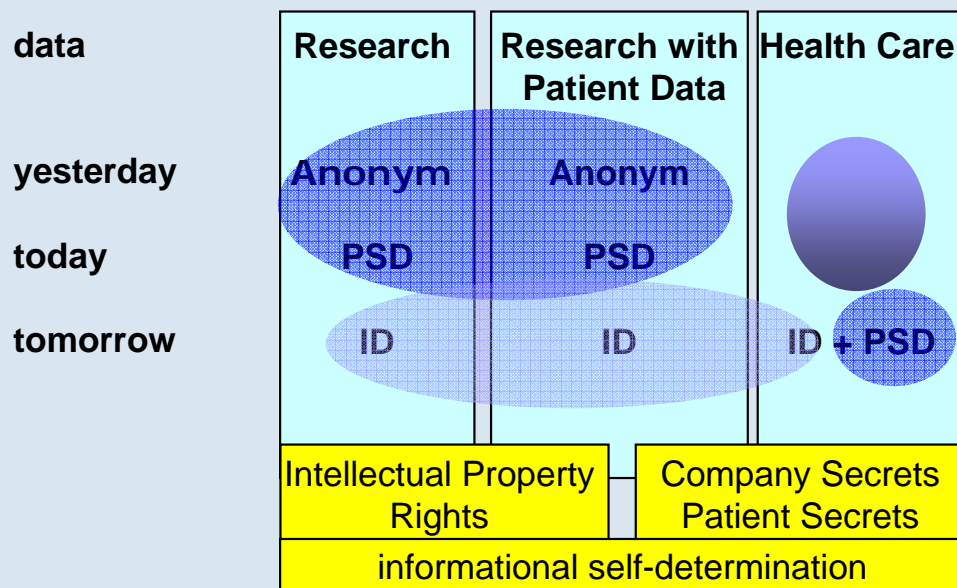 data
Research
Research with
Patient Data
Health Care
yesterday
Anonym
Anonym
today
PSD
PSD
tomorrow
ID
ID
ID + PSD
Intellectual Property
Rights
Company Secrets
Patient Secrets
informational self-determination